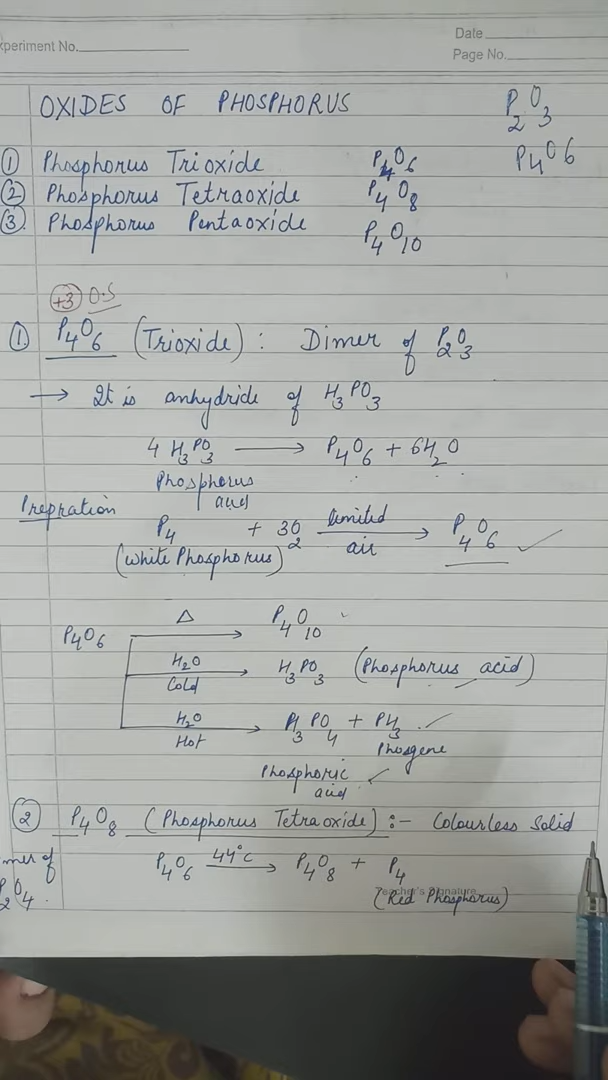 xperiment No.
Date
Page No.
OXIDES OF PHOSPHORUS P2O3
① Phosphorus Trioxide P4O6 P4O6
② Phosphorus Tetraoxide P4O8
③. Phosphorus Pentaoxide P4O10
+3 O.S
①. P4O6 (Trioxide) : Dimer of P2O3
→ It is anhydride of H3PO3
4 H3PO3 → P4O6 + 6H2O
Phosphorus
acid
Prepration
P4 + 3O2 limited air → P4O6 ✓
(White Phosphorus)
P4O6 Δ → P4O10
H2O Cold → H3PO3 (Phosphorus acid)
H2O Hot → H3PO4 + PH3 ✓
Phosgene
Phosphoric ✓
acid
② P4O8 (Phosphorus Tetraoxide) :- Colourless Solid
mer of P4O6 44°C → P4O8 + P4
P2O4. Teacher's Signature
(Red Phosphorus)